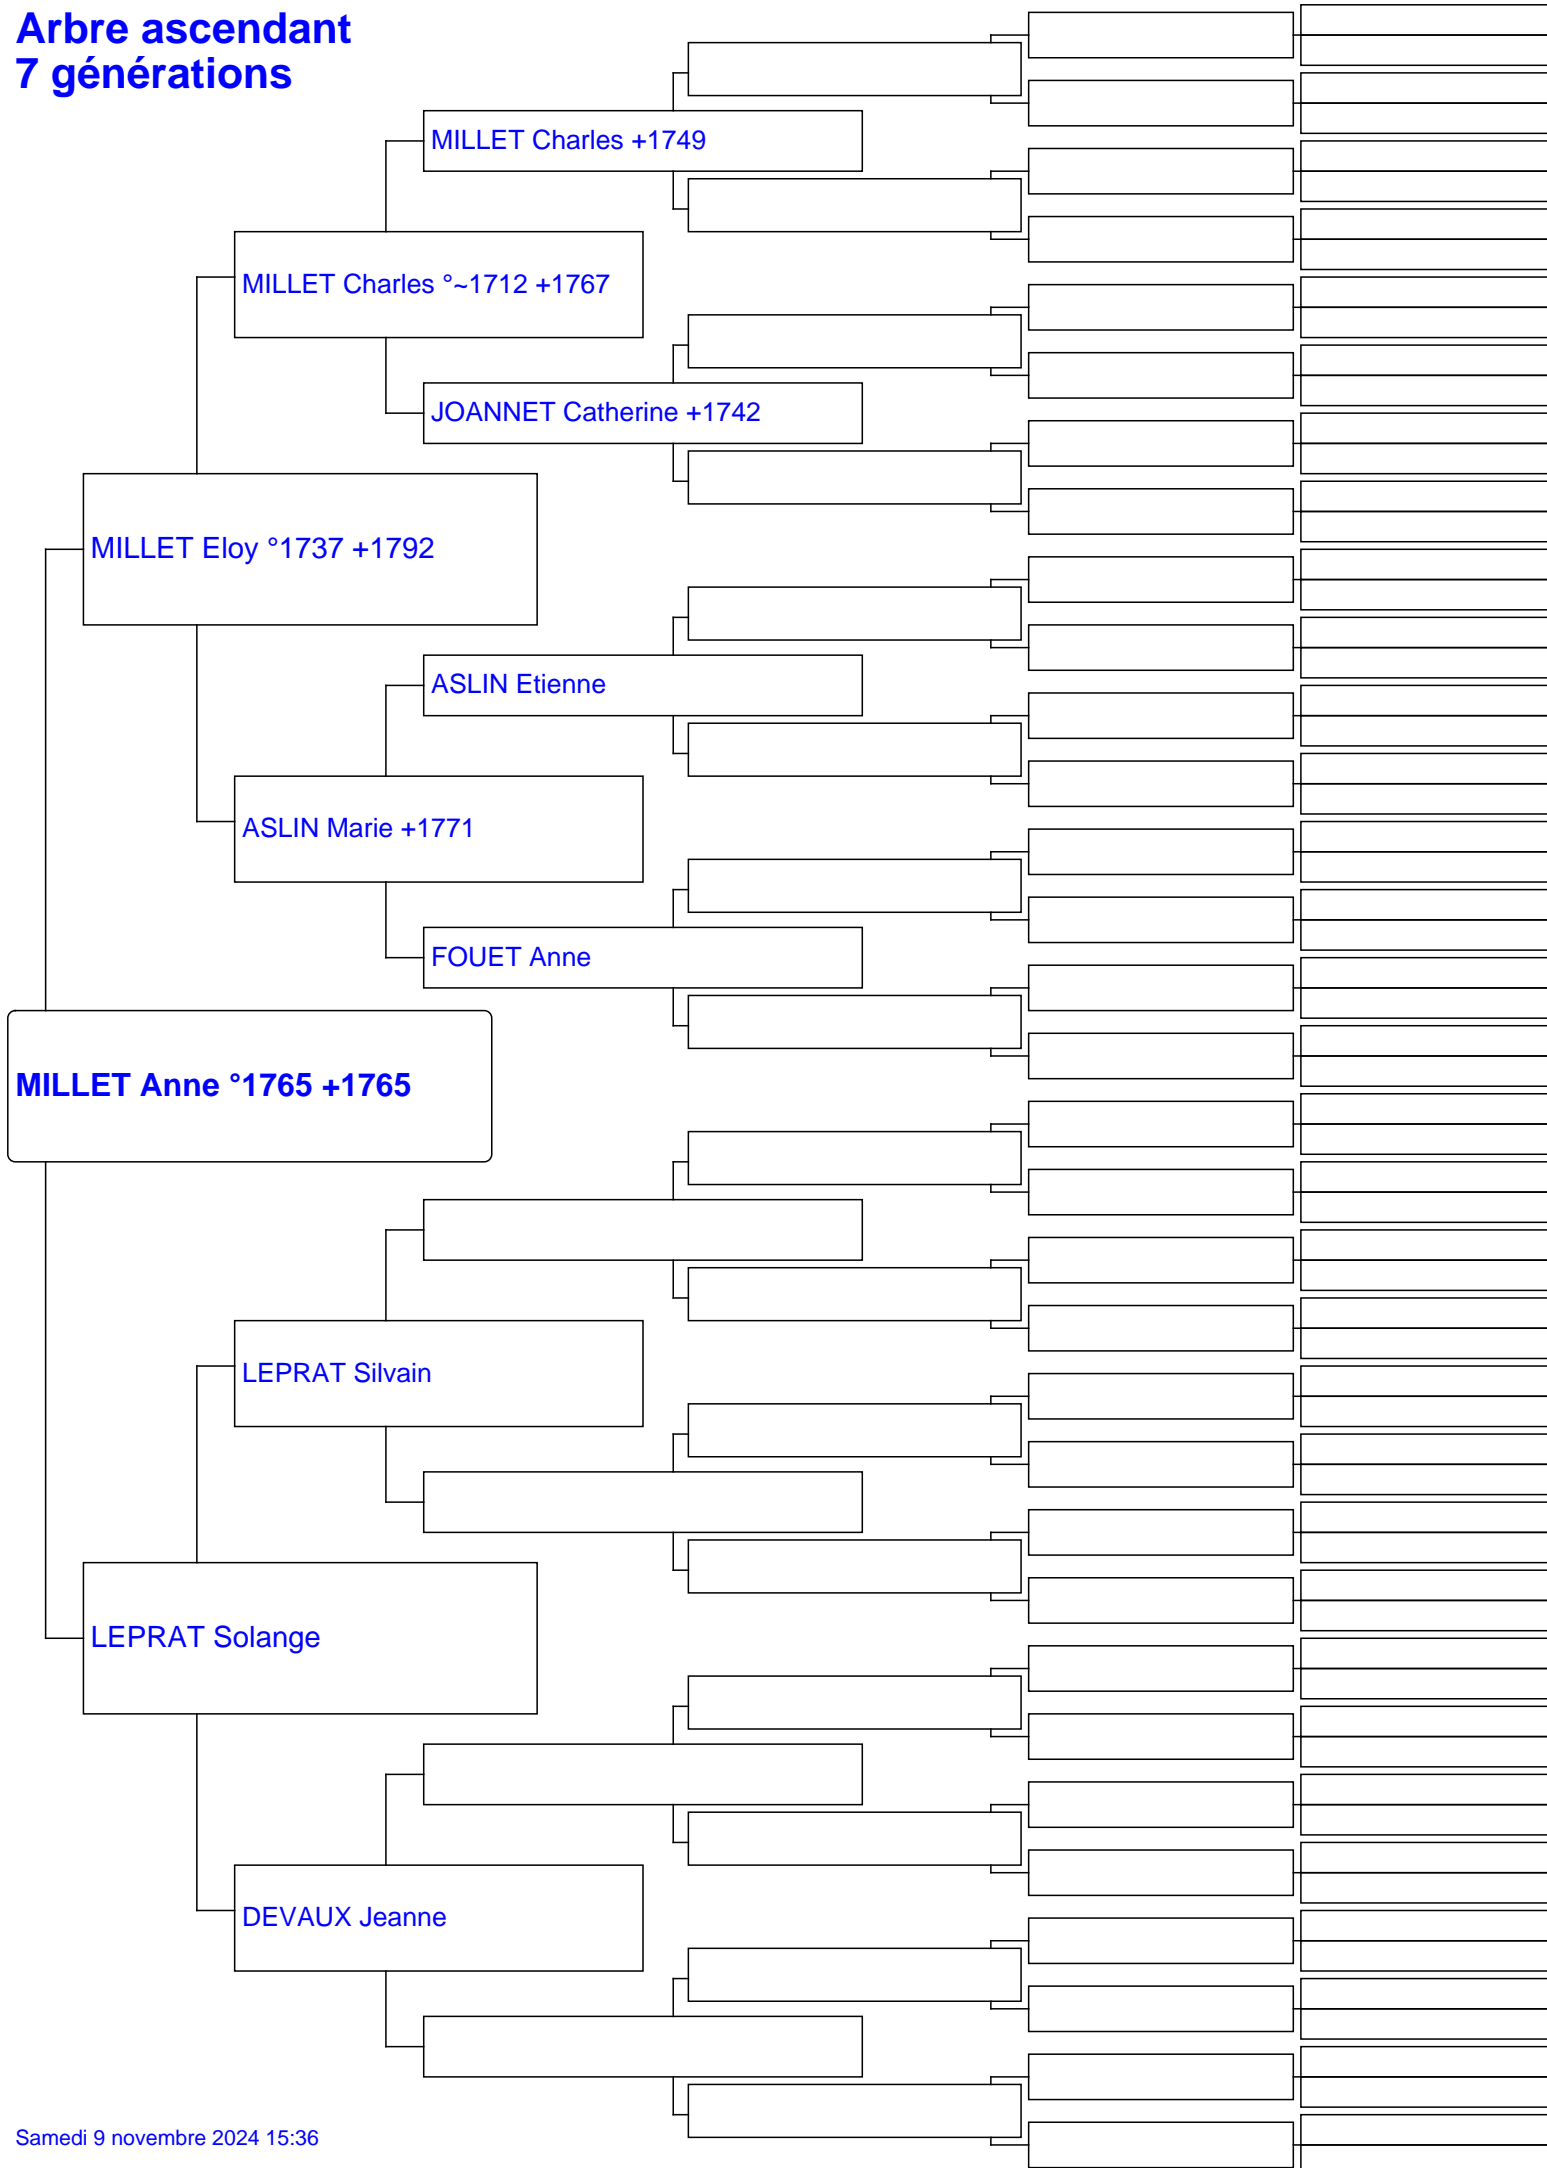 Arbre ascendant
7 générations
MILLET Charles +1749
MILLET Charles °~1712 +1767
JOANNET Catherine +1742
MILLET Eloy °1737 +1792
ASLIN Etienne
ASLIN Marie +1771
FOUET Anne
MILLET Anne °1765 +1765
LEPRAT Silvain
LEPRAT Solange
DEVAUX Jeanne
Samedi 9 novembre 2024 15:36